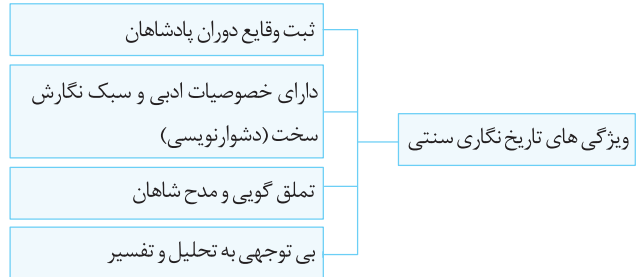 ویژگی های تاریخ نگاری سنتی
ثبت وقایع دوران پادشاهان
دارای خصوصیات ادبی و سبک نگارش
سخت (دشوارنویسی)
تملق گویی و مدح شاهان
بی توجهی به تحلیل و تفسیر